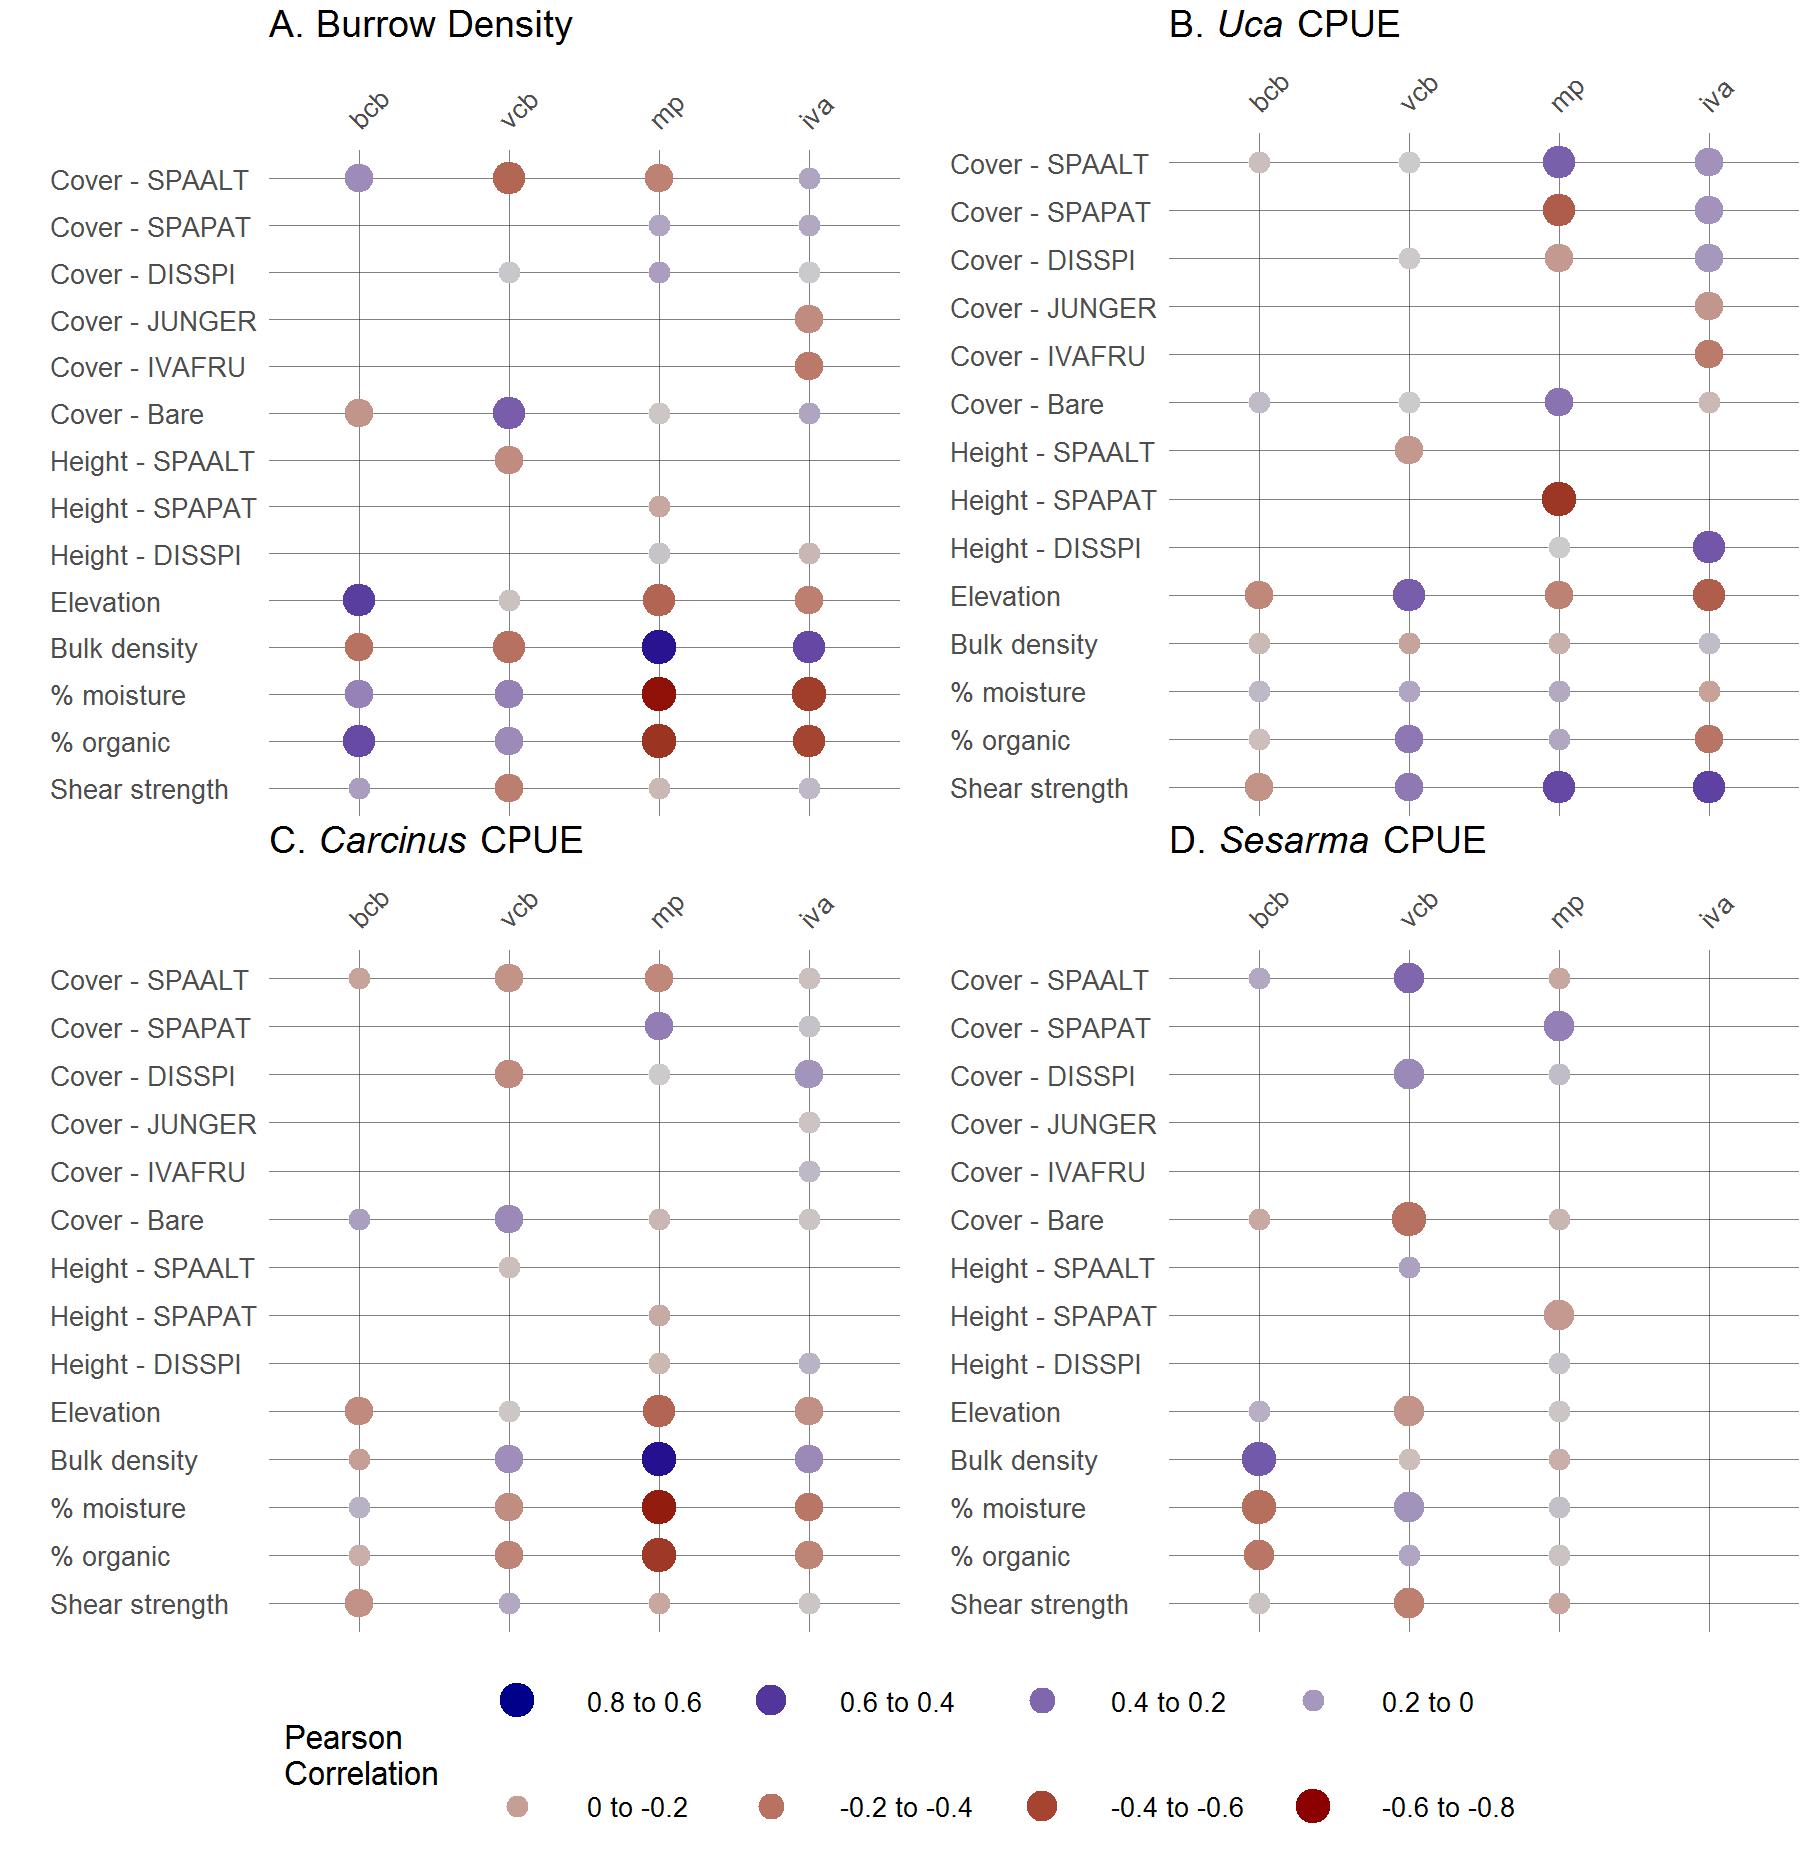 A. Burrow Density
bcb vcb mp iva
Cover - SPAALT
Cover - SPAPAT
Cover - DISSPI
Cover - JUNGER
Cover - IVAFRU
Cover - Bare
Height - SPAALT
Height - SPAPAT
Height - DISSPI
Elevation
Bulk density
% moisture
% organic
Shear strength
B. Uca CPUE
bcb vcb mp iva
Cover - SPAALT
Cover - SPAPAT
Cover - DISSPI
Cover - JUNGER
Cover - IVAFRU
Cover - Bare
Height - SPAALT
Height - SPAPAT
Height - DISSPI
Elevation
Bulk density
% moisture
% organic
Shear strength
C. Carcinus CPUE
bcb vcb mp iva
Cover - SPAALT
Cover - SPAPAT
Cover - DISSPI
Cover - JUNGER
Cover - IVAFRU
Cover - Bare
Height - SPAALT
Height - SPAPAT
Height - DISSPI
Elevation
Bulk density
% moisture
% organic
Shear strength
D. Sesarma CPUE
bcb vcb mp iva
Cover - SPAALT
Cover - SPAPAT
Cover - DISSPI
Cover - JUNGER
Cover - IVAFRU
Cover - Bare
Height - SPAALT
Height - SPAPAT
Height - DISSPI
Elevation
Bulk density
% moisture
% organic
Shear strength
Pearson
Correlation
0.8 to 0.6 0.6 to 0.4 0.4 to 0.2 0.2 to 0
0 to -0.2 -0.2 to -0.4 -0.4 to -0.6 -0.6 to -0.8